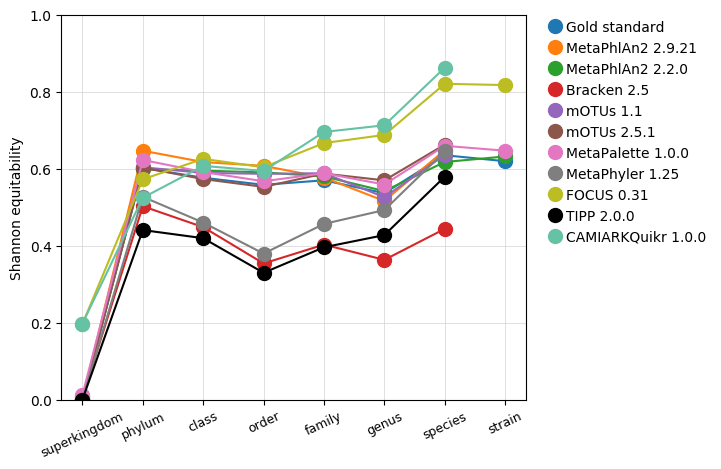 1.0
0.8
0.6
0.4
0.2
0.0
Shannon equitability
superkingdom
phylum
class
order
family
genus
species
strain
Gold standard
MetaPhlAn2 2.9.21
MetaPhlAn2 2.2.0
Bracken 2.5
mOTUs 1.1
mOTUs 2.5.1
MetaPalette 1.0.0
MetaPhyler 1.25
FOCUS 0.31
TIPP 2.0.0
CAMIARKQuikr 1.0.0